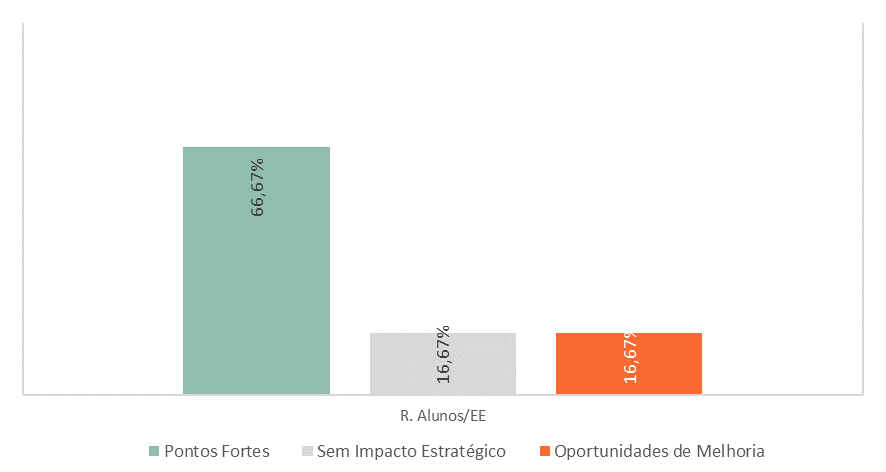 66,67%
16,67%
16,67%
R. Alunos/EE
Pontos Fortes
Sem Impacto Estratégico
Oportunidades de Melhoria